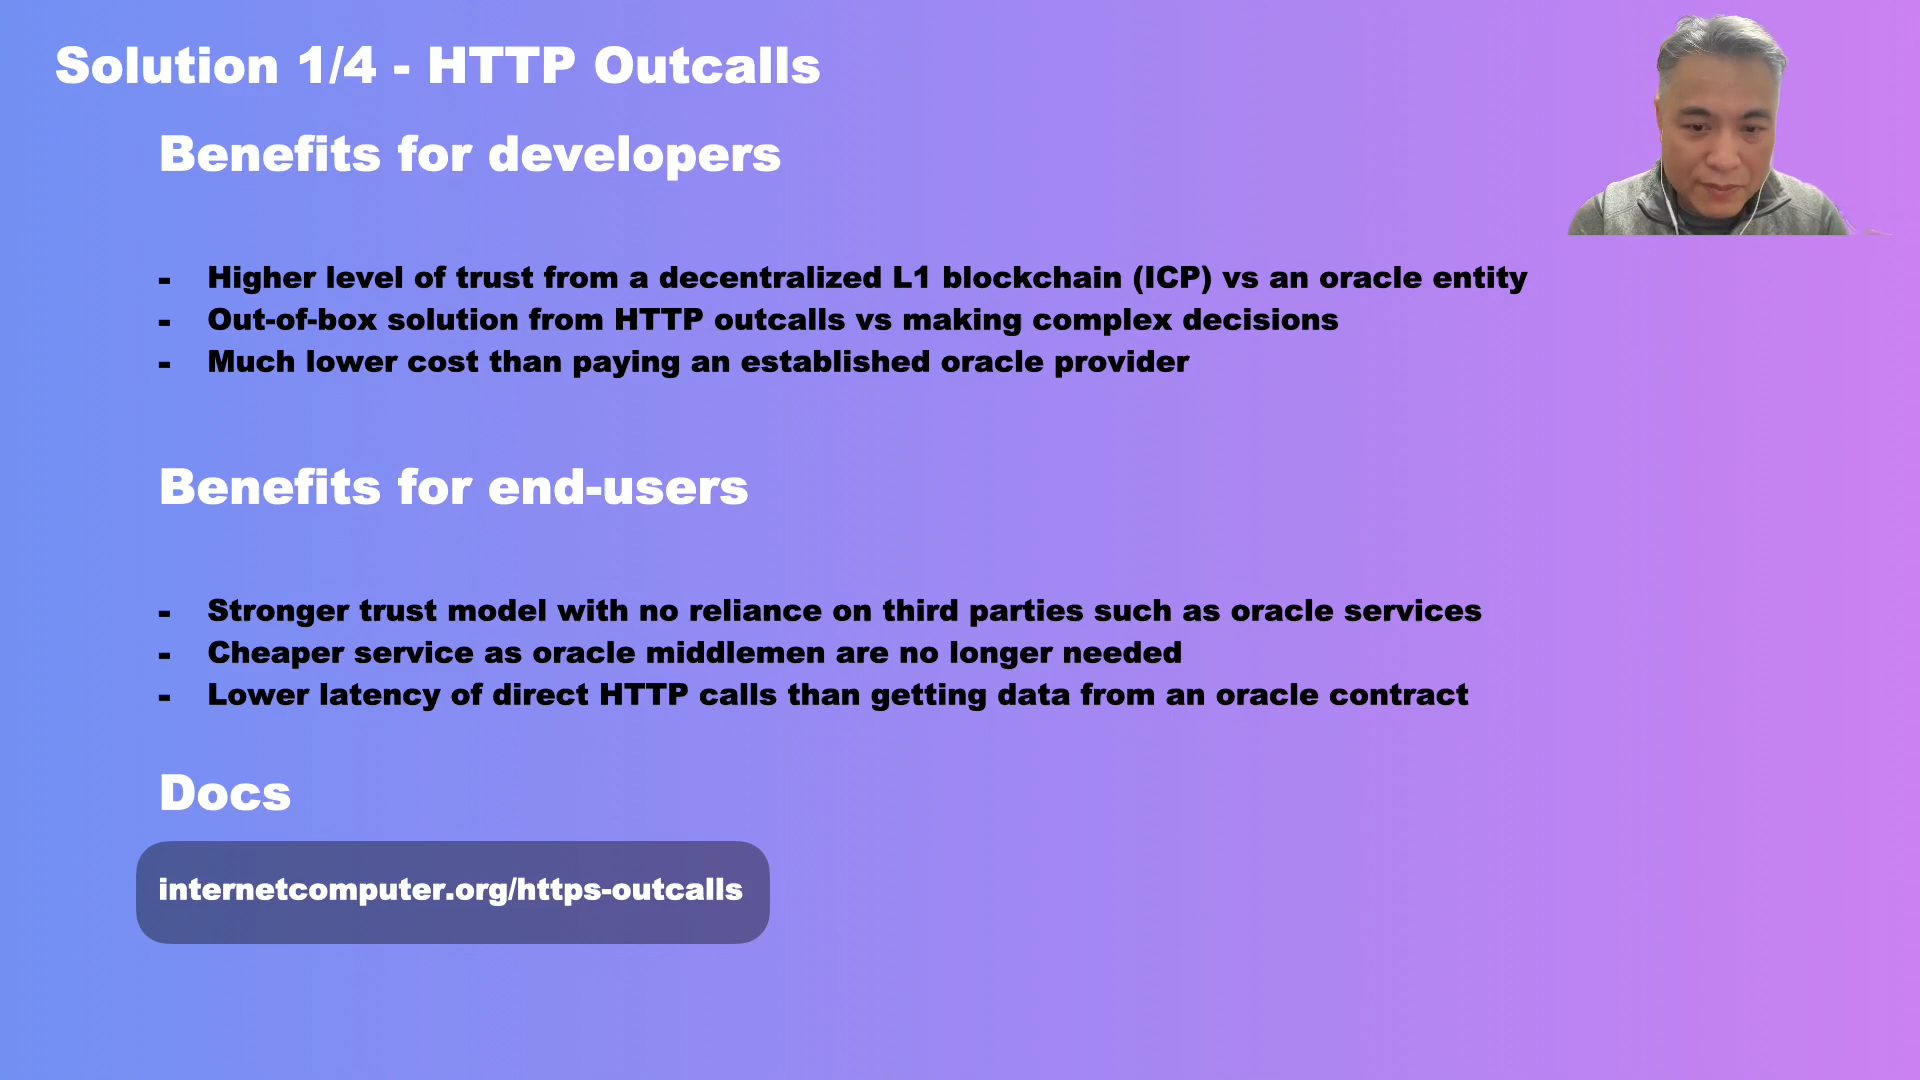 Solution 1/4 - HTTP Outcalls
Benefits for developers
- Higher level of trust from a decentralized L1 blockchain (ICP) vs an oracle entity
- Out-of-box solution from HTTP outcalls vs making complex decisions
- Much lower cost than paying an established oracle provider
Benefits for end-users
- Stronger trust model with no reliance on third parties such as oracle services
- Cheaper service as oracle middlemen are no longer needed
- Lower latency of direct HTTP calls than getting data from an oracle contract
Docs
internetcomputer.org/https-outcalls